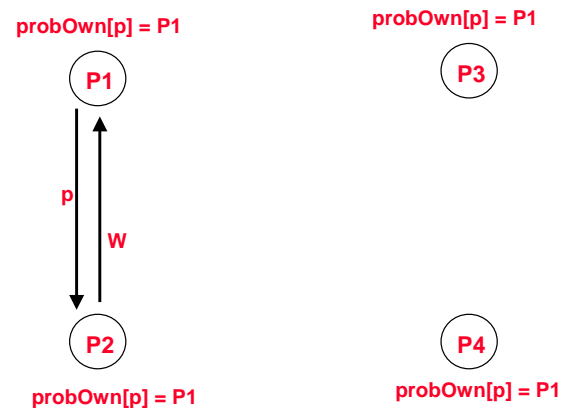 probOwn[p] = P1
probOwn[p] = P1
P1
P3
p
W
P2
P4
probOwn[p] = P1
probOwn[p] = P1